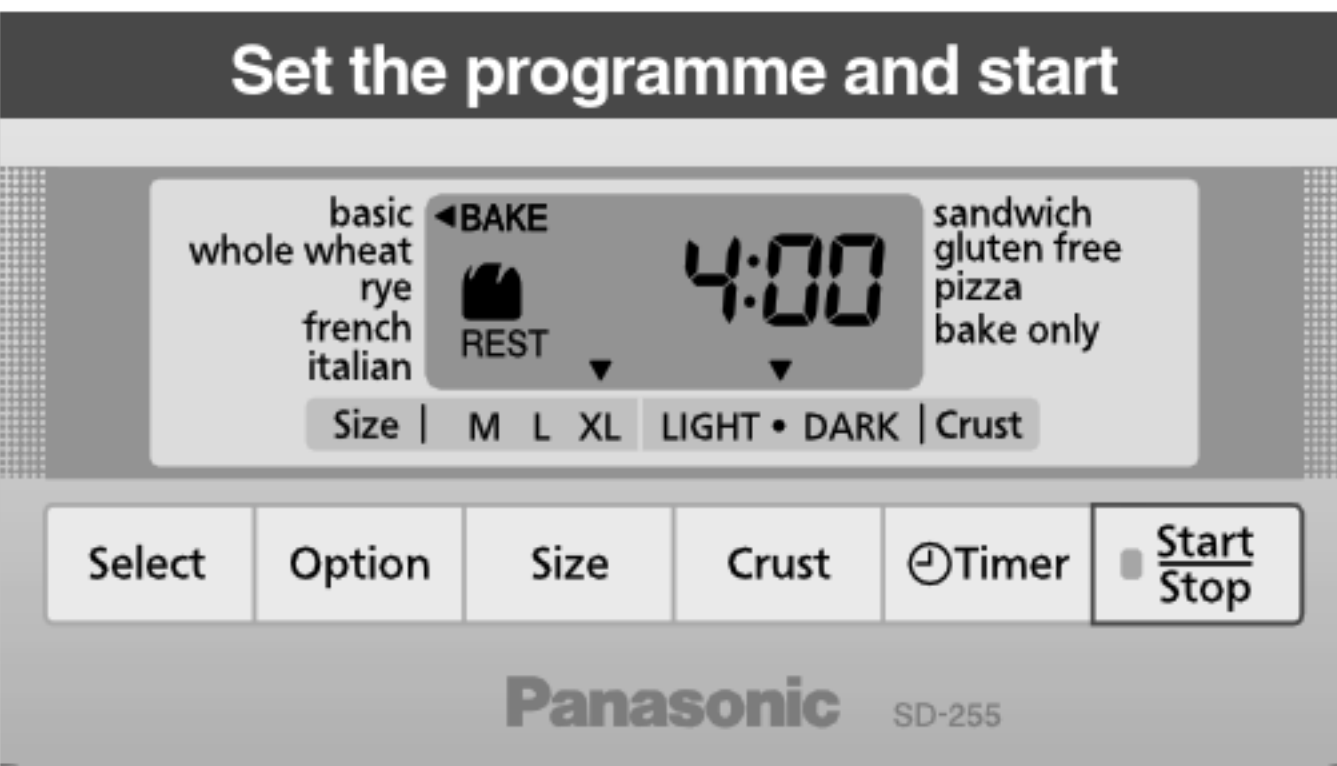 Set the programme and start
basic
whole wheat
rye
french
italian
BAKE
4:00
REST
sandwich
gluten free
pizza
bake only
Size | M L XL LIGHT • DARK | Crust
Select Option Size Crust Timer Start
Stop
Panasonic SD-255